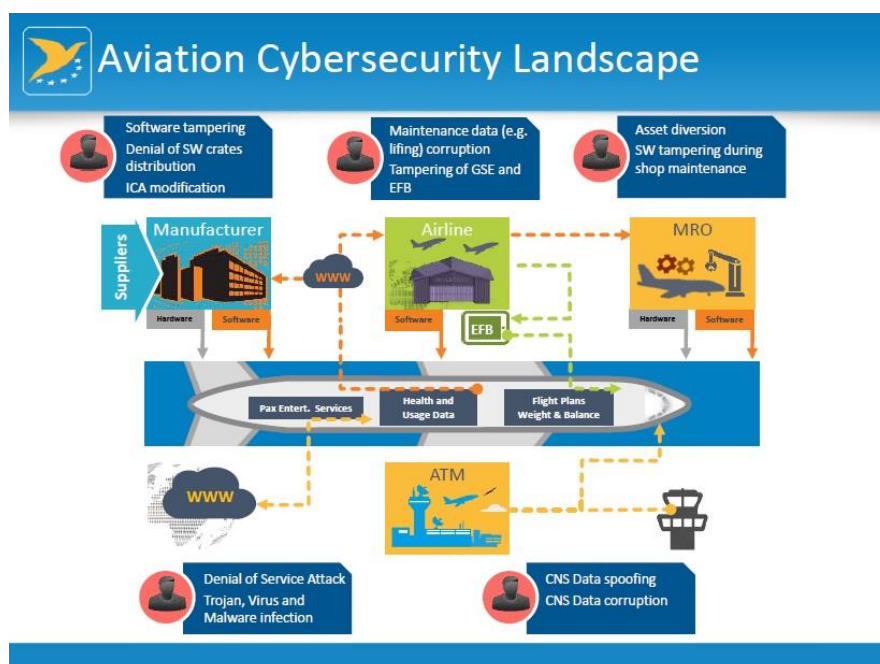 Aviation Cybersecurity Landscape
Software tampering
Denial of SW crates
distribution
ICA modification
Maintenance data (e.g.
lifing) corruption
Tampering of GSE and
EFB
Asset diversion
SW tampering during
shop maintenance
Suppliers
Manufacturer
Hardware
Software
WWW
Airline
Software
EFB
MRO
Hardware
Software
Pax Entert. Services
Health and
Usage Data
Flight Plans
Weight & Balance
WWW
ATM
Denial of Service Attack
Trojan, Virus and
Malware infection
CNS Data spoofing
CNS Data corruption